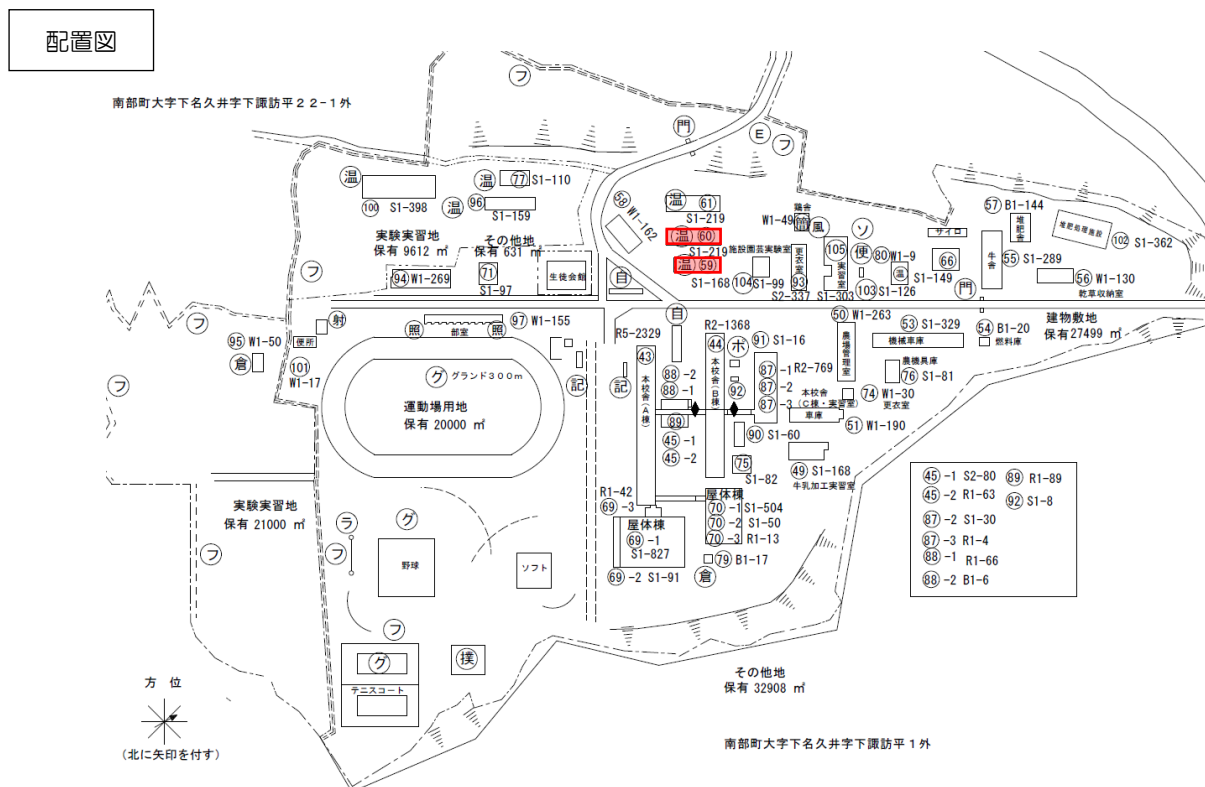 配置図
南部町大字下名久井字下諏訪平22-1外
フ
門
E
フ
温
100
S1-398
温
77
S1-110
96
温
S1-159
58
W1-162
温
61
S1-219
温
60
S1-219
温
59
S1-168
施設園芸実験室
104
S1-99
鶏舎
W1-49
風
更衣室
93
S2-337
105
実習室
S1-303
ソ
便
80
W1-9
温
S1-149
103
S1-126
サイロ
66
門
牛舎
55
S1-289
57
B1-144
堆肥舎
堆肥処理施設
102
S1-362
56
W1-130
乾草収納室
実験実習地
保有 9612 ㎡
その他地
保有 631 ㎡
94
W1-269
71
S1-97
生徒会館
自
フ
フ
フ
射
便所
101
W1-17
95
W1-50
倉
照
部室
照
97
W1-155
グ
グランド300m
運動場用地
保有 20000 ㎡
記
記
R5-2329
43
本校舎(A棟)
自
88 -2
88 -1
89
45 -1
45 -2
R2-1368
44
本校舎(B棟)
ボ
92
91
S1-16
87 -1
R2-769
87 -2
87 -3
90
S1-60
75
S1-82
50
W1-263
農場管理室
53
S1-329
機械車庫
54
B1-20
燃料庫
建物敷地
保有27499 ㎡
農機具庫
76
S1-81
74
W1-30
更衣室
本校舎
(C棟・実習室)
車庫
51
W1-190
49
S1-168
牛乳加工実習室
R1-42
69 -3
屋体棟
69 -1
S1-827
69 -2 S1-91
屋体棟
70 -1 S1-504
70 -2 S1-50
70 -3 R1-13
79
B1-17
倉
45 -1 S2-80
89 R1-89
45 -2 R1-63
92 S1-8
87 -2 S1-30
87 -3 R1-4
88 -1 R1-66
88 -2 B1-6
実験実習地
保有 21000 ㎡
フ
ラ
フ
グ
野球
ソフト
フ
グ
テニスコート
撲
その他地
保有 32908 ㎡
南部町大字下名久井字下諏訪平1外
方 位
(北に矢印を付す)